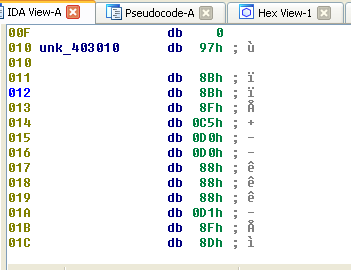 IDA View-A Pseudocode-A Hex View-1
00F db 0
010 unk_403010 db 97h ; ù
010
011 db 8Bh ; ï
012 db 8Bh ; ï
013 db 8Fh ; Å
014 db 0C5h ; +
015 db 0D0h ; -
016 db 0D0h ; -
017 db 88h ; ê
018 db 88h ; ê
019 db 88h ; ê
01A db 0D1h ; -
01B db 8Fh ; Å
01C db 8Dh ; ì